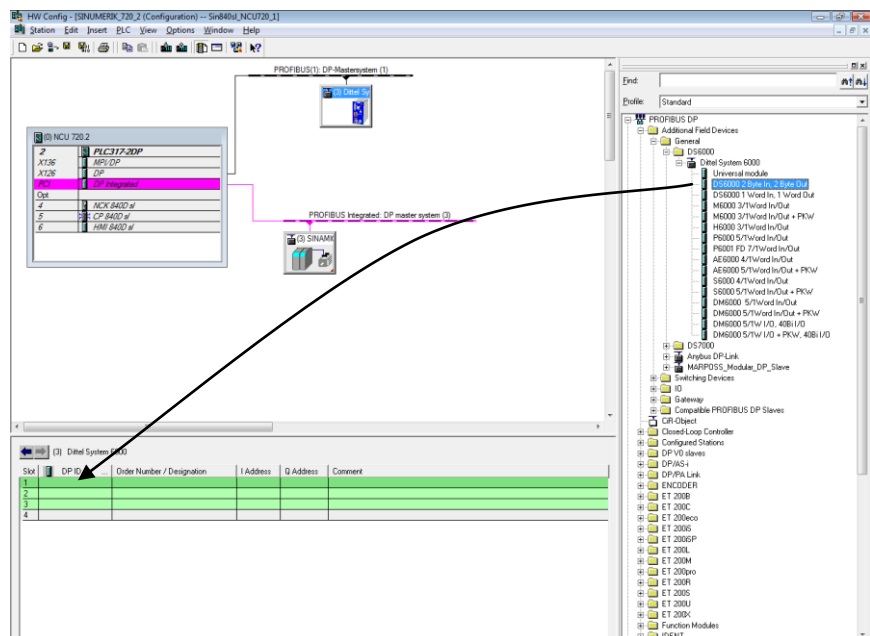 HW Config - [SINUMERIK_720_2 (Configuration) -- Sin840sl_NCU720_1]
Station Edit Insert PLC View Options Window Help
PROFIBUS(1): DP-Mastersystem (1)
(3) Dittel Sy
(0) NCU 720.2
2 PLC317-2DP
X136 MPI/DP
X126 DP
PCI DP integrated
Opt
4 NCK 840D sl
5 CP 840D sl
6 HMI 840D sl
PROFIBUS Integrated: DP master system (3)
(3) SINAMI
Find:
Profile: Standard
PROFIBUS DP
Additional Field Devices
General
DS6000
Dittel System 6000
Universal module
DS6000 2 Byte In, 2 Byte Out
DS6000 1 Word In, 1 Word Out
M6000 3/1Word In/Out
M6000 3/1Word In/Out + PKW
H6000 3/1Word In/Out
P6000 5/1Word In/Out
P6001 FD 7/1Word In/Out
AE6000 4/1Word In/Out
AE6000 5/1Word In/Out + PKW
S6000 4/1Word In/Out
S6000 5/1Word In/Out + PKW
DM6000 5/1Word In/Out
DM6000 5/1Word In/Out + PKW
DM6000 5/1W I/O, 40Bi I/O
DM6000 5/1W I/O + PKW, 40Bi I/O
DS7000
Anybus DP-Link
MARPOSS_Modular_DP_Slave
Switching Devices
IO
Gateway
Compatible PROFIBUS DP Slaves
CiR-Object
Closed-Loop Controller
Configured Stations
DP V0 slaves
DP/AS-i
DP/PA Link
ENCODER
ET 200B
ET 200C
ET 200eco
ET 200iS
ET 200iSP
ET 200L
ET 200M
ET 200pro
ET 200R
ET 200S
ET 200U
ET 200X
Function Modules
IDENT
(3) Dittel System 6000
Slot DP ID ... Order Number / Designation I Address Q Address Comment
1
2
3
4